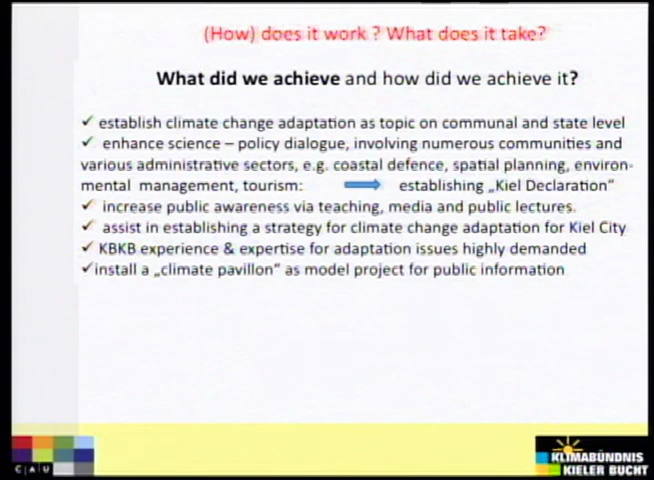 (How) does it work ? What does it take?
What did we achieve and how did we achieve it?
✓ establish climate change adaptation as topic on communal and state level
✓ enhance science – policy dialogue, involving numerous communities and
various administrative sectors, e.g. coastal defence, spatial planning, environ-
mental management, tourism: establishing „Kiel Declaration"
✓ increase public awareness via teaching, media and public lectures.
✓ assist in establishing a strategy for climate change adaptation for Kiel City
✓ KBKB experience & expertise for adaptation issues highly demanded
✓ install a „climate pavillon" as model project for public information
C|A|U
KLIMABÜNDNIS
KIELER BUCHT